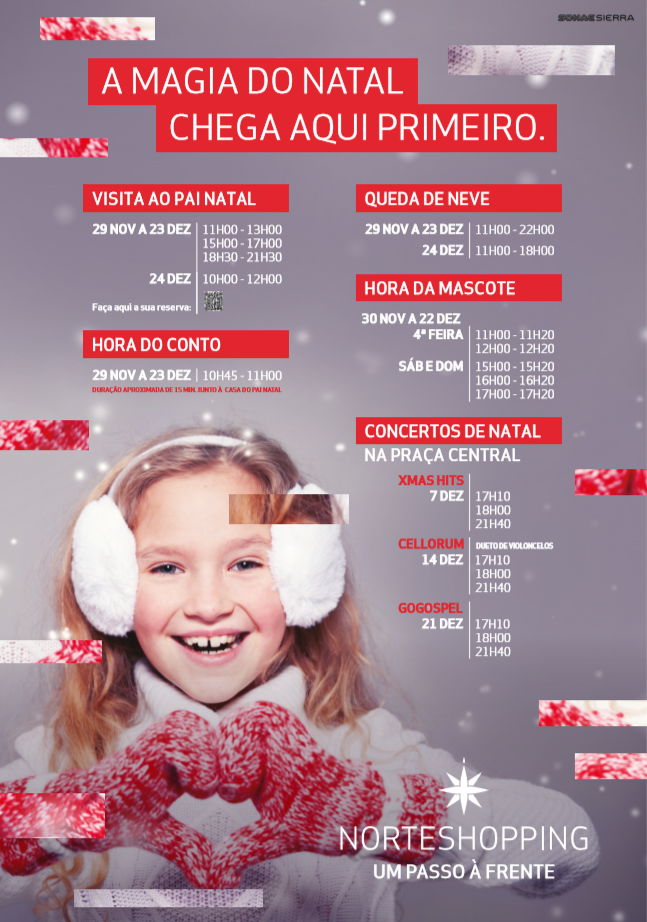 SONAE SIERRA
A MAGIA DO NATAL
CHEGA AQUI PRIMEIRO.
VISITA AO PAI NATAL
29 NOV A 23 DEZ 11H00 - 13H00
15H00 - 17H00
18H30 - 21H30
24 DEZ 10H00 - 12H00
Faça aqui a sua reserva:
HORA DO CONTO
29 NOV A 23 DEZ 10H45 - 11H00
DURAÇÃO APROXIMADA DE 15 MIN. JUNTO À CASA DO PAI NATAL
QUEDA DE NEVE
29 NOV A 23 DEZ 11H00 - 22H00
24 DEZ 11H00 - 18H00
HORA DA MASCOTE
30 NOV A 22 DEZ
4ª FEIRA 11H00 - 11H20
12H00 - 12H20
SÁB E DOM 15H00 - 15H20
16H00 - 16H20
17H00 - 17H20
CONCERTOS DE NATAL
NA PRAÇA CENTRAL
XMAS HITS
7 DEZ 17H10
18H00
21H40
CELLORUM DUETO DE VIOLONCELOS
14 DEZ 17H10
18H00
21H40
GOGOSPEL
21 DEZ 17H10
18H00
21H40
NORTESHOPPING
UM PASSO À FRENTE